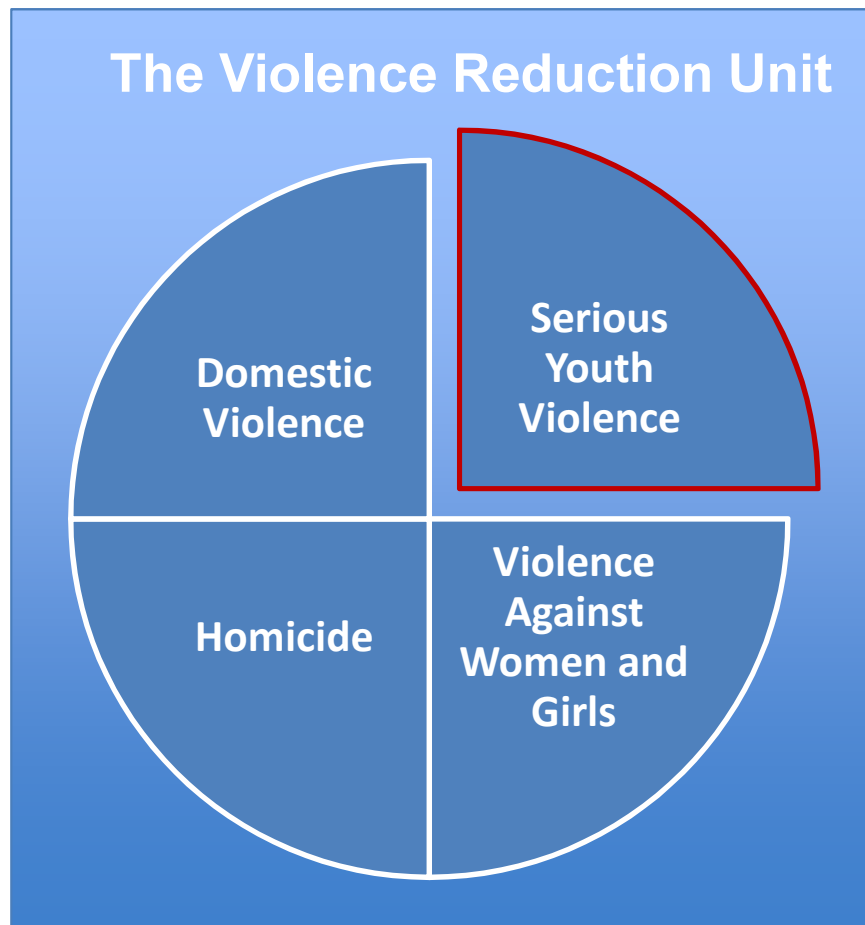 The Violence Reduction Unit
Domestic
Violence
Serious
Youth
Violence
Homicide
Violence
Against
Women and
Girls